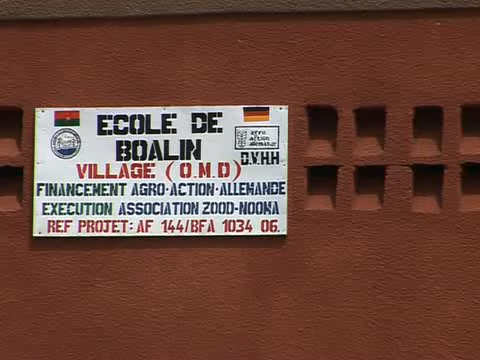 ECOLE DE
BOALIN
D.V.H.H
VILLAGE (O.M.D)
FINANCEMENT AGRO-ACTION-ALLEMANDE
EXECUTION ASSOCIATION ZOOD-NOOMA
REF PROJET: AF 144/BFA 1034 06.